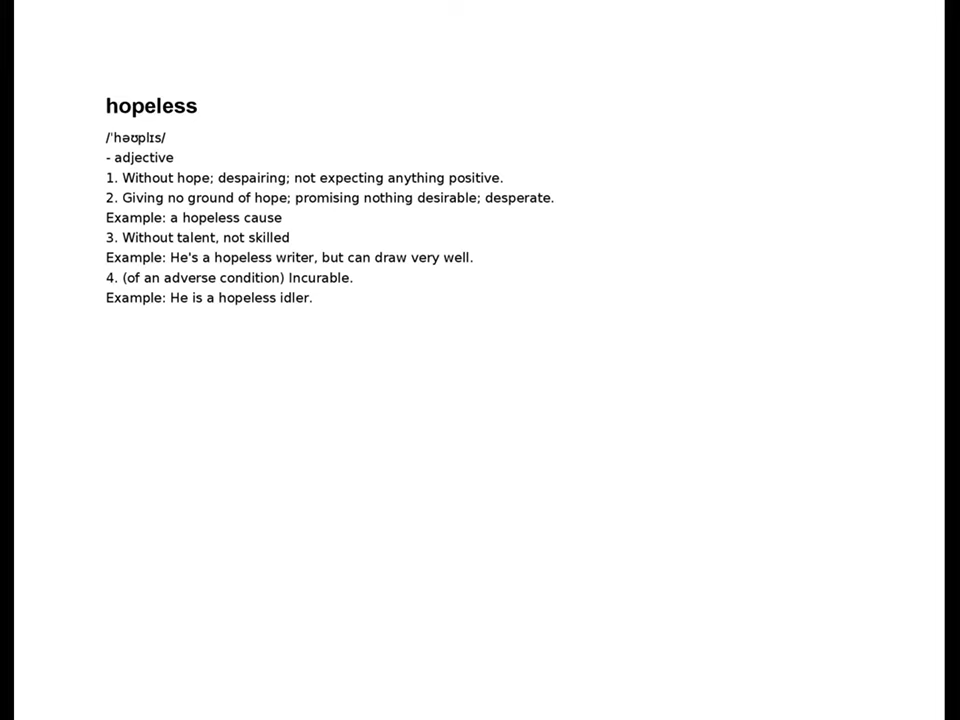 hopeless
/ˈhəʊplɪs/
- adjective
1. Without hope; despairing; not expecting anything positive.
2. Giving no ground of hope; promising nothing desirable; desperate.
Example: a hopeless cause
3. Without talent, not skilled
Example: He's a hopeless writer, but can draw very well.
4. (of an adverse condition) Incurable.
Example: He is a hopeless idler.